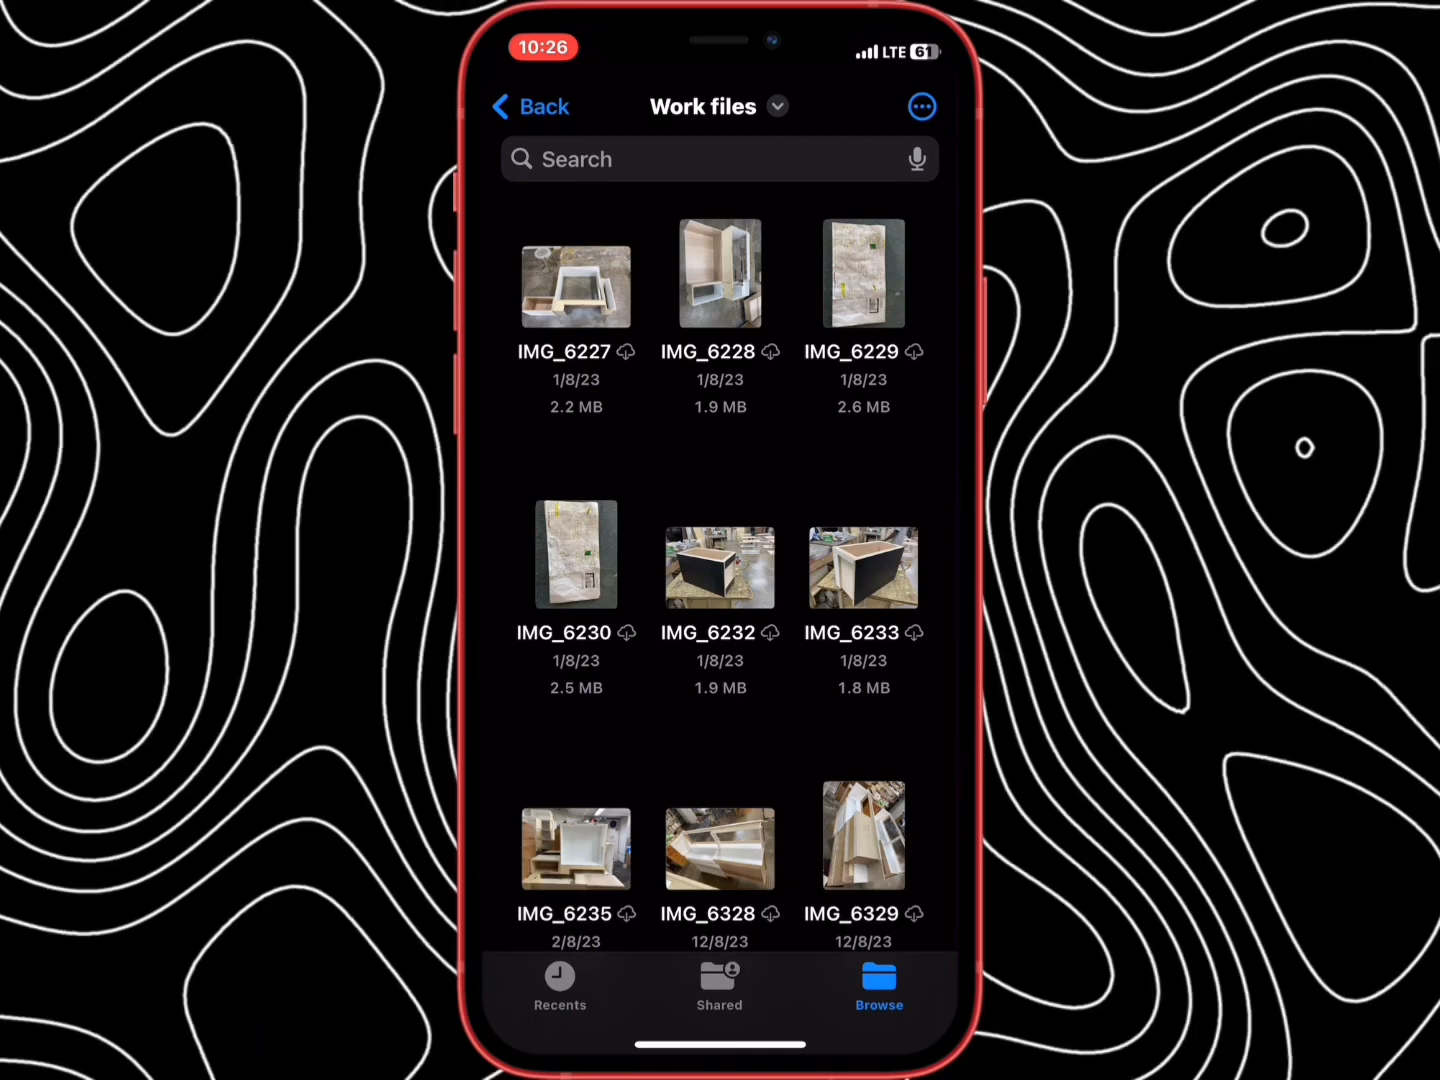 10:26
LTE 61
Back
Work files
Search
IMG_6227
1/8/23
2.2 MB
IMG_6228
1/8/23
1.9 MB
IMG_6229
1/8/23
2.6 MB
IMG_6230
1/8/23
2.5 MB
IMG_6232
1/8/23
1.9 MB
IMG_6233
1/8/23
1.8 MB
IMG_6235
2/8/23
IMG_6328
12/8/23
IMG_6329
12/8/23
Recents
Shared
Browse